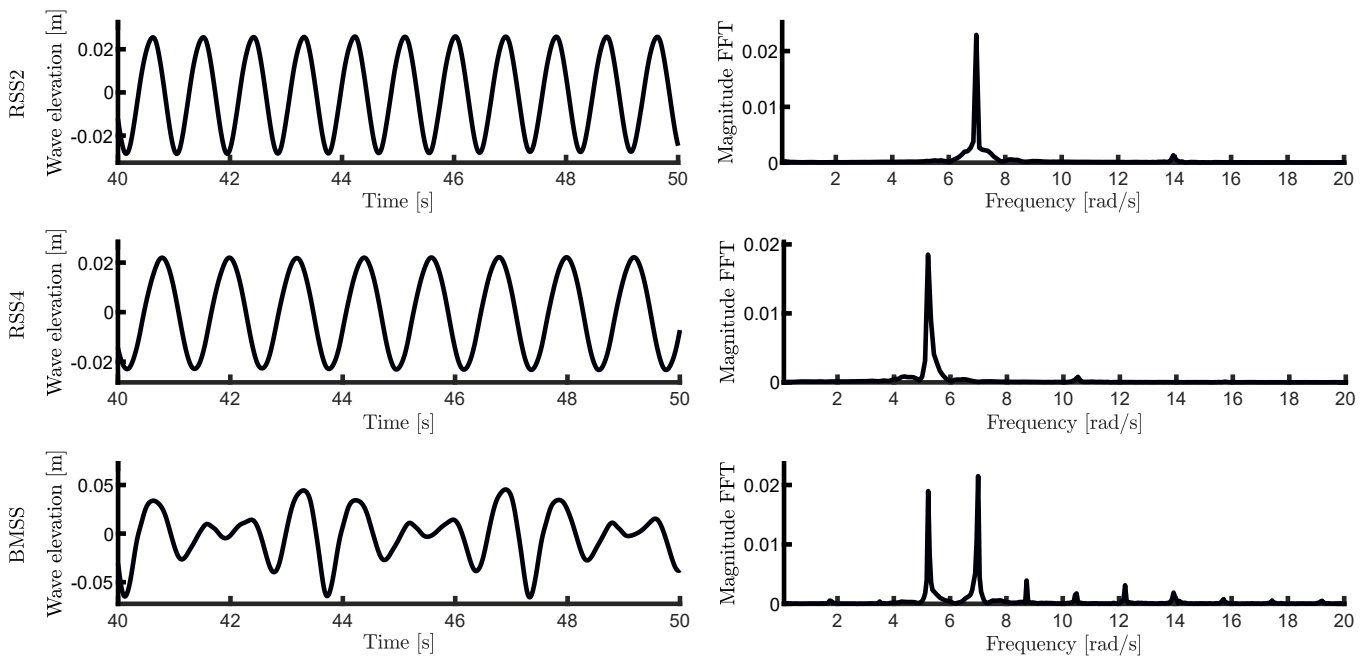 RSS2
Wave elevation [m]
0.02
0
-0.02
40 42 44 46 48 50
Time [s]
Magnitude FFT
0.02
0.01
0
2 4 6 8 10 12 14 16 18 20
Frequency [rad/s]
RSS4
Wave elevation [m]
0.02
0
-0.02
40 42 44 46 48 50
Time [s]
Magnitude FFT
0.02
0.01
0
2 4 6 8 10 12 14 16 18 20
Frequency [rad/s]
BMSS
Wave elevation [m]
0.05
0
-0.05
40 42 44 46 48 50
Time [s]
Magnitude FFT
0.02
0.01
0
2 4 6 8 10 12 14 16 18 20
Frequency [rad/s]